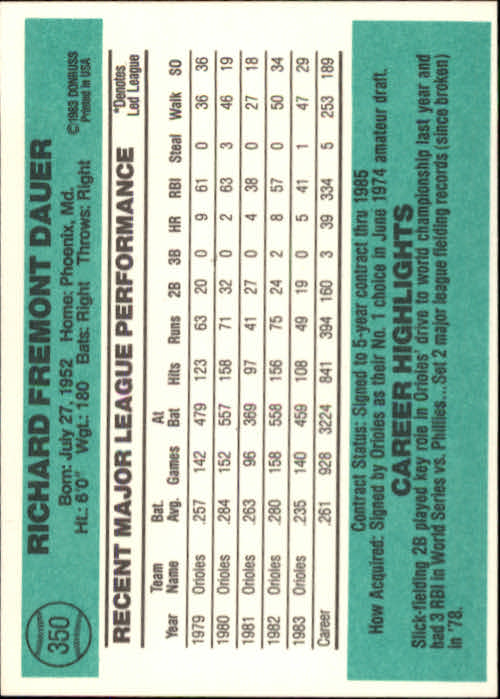 350
RICHARD FREMONT DAUER
Born: July 27, 1952 Home: Phoenix, Md.
Ht.: 6'0" Wgt.: 180 Bats: Right Throws: Right
©1983 DONRUSS
Printed in USA
RECENT MAJOR LEAGUE PERFORMANCE
*Denotes
Led League
Year Team Name Bat. Avg. Games At Bat Hits Runs 2B 3B HR RBI Steal Walk SO
1979 Orioles .257 142 479 123 63 20 0 9 61 0 36 36
1980 Orioles .284 152 557 158 71 32 0 2 63 3 46 19
1981 Orioles .263 96 369 97 41 27 0 4 38 0 27 18
1982 Orioles .280 158 558 156 75 24 2 8 57 0 50 34
1983 Orioles .235 140 459 108 49 19 0 5 41 1 47 29
Career .261 928 3224 841 394 160 3 39 334 5 253 189
Contract Status: Signed to 5-year contract thru 1985
How Acquired: Signed by Orioles as their No. 1 choice in June 1974 amateur draft.
CAREER HIGHLIGHTS
Slick-fielding 2B played key role in Orioles' drive to world championship last year and
had 3 RBI in World Series vs. Phillies...Set 2 major league fielding records (since broken)
in '78.